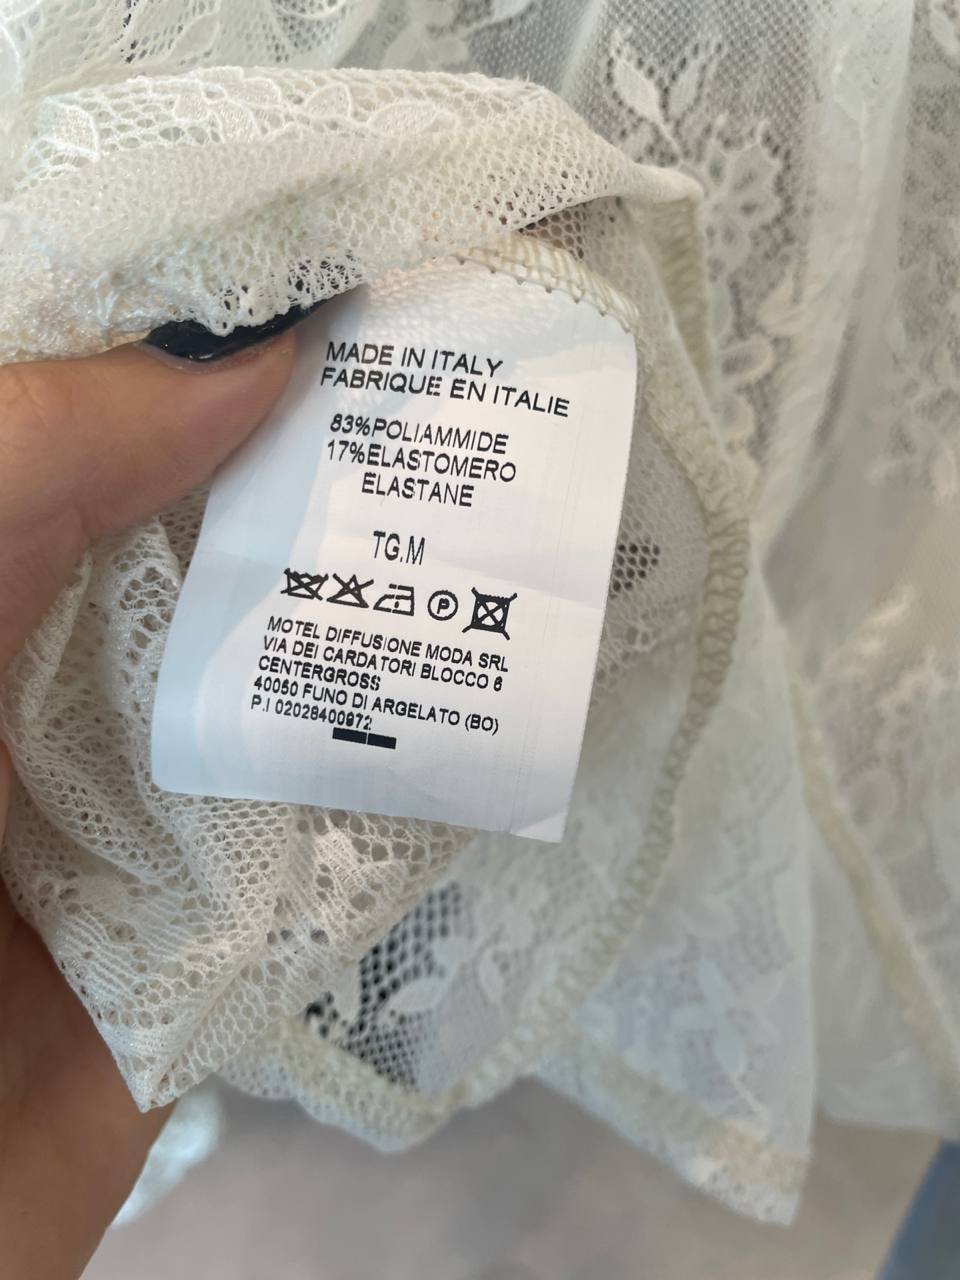 MADE IN ITALY
FABRIQUE EN ITALIE
83%POLIAMMIDE
17%ELASTOMERO
ELASTANE
TG.M
P
MOTEL DIFFUSIONE MODA SRL
VIA DEI CARDATORI BLOCCO 6
CENTERGROSS
40050 FUNO DI ARGELATO (BO)
P.I 02028400972